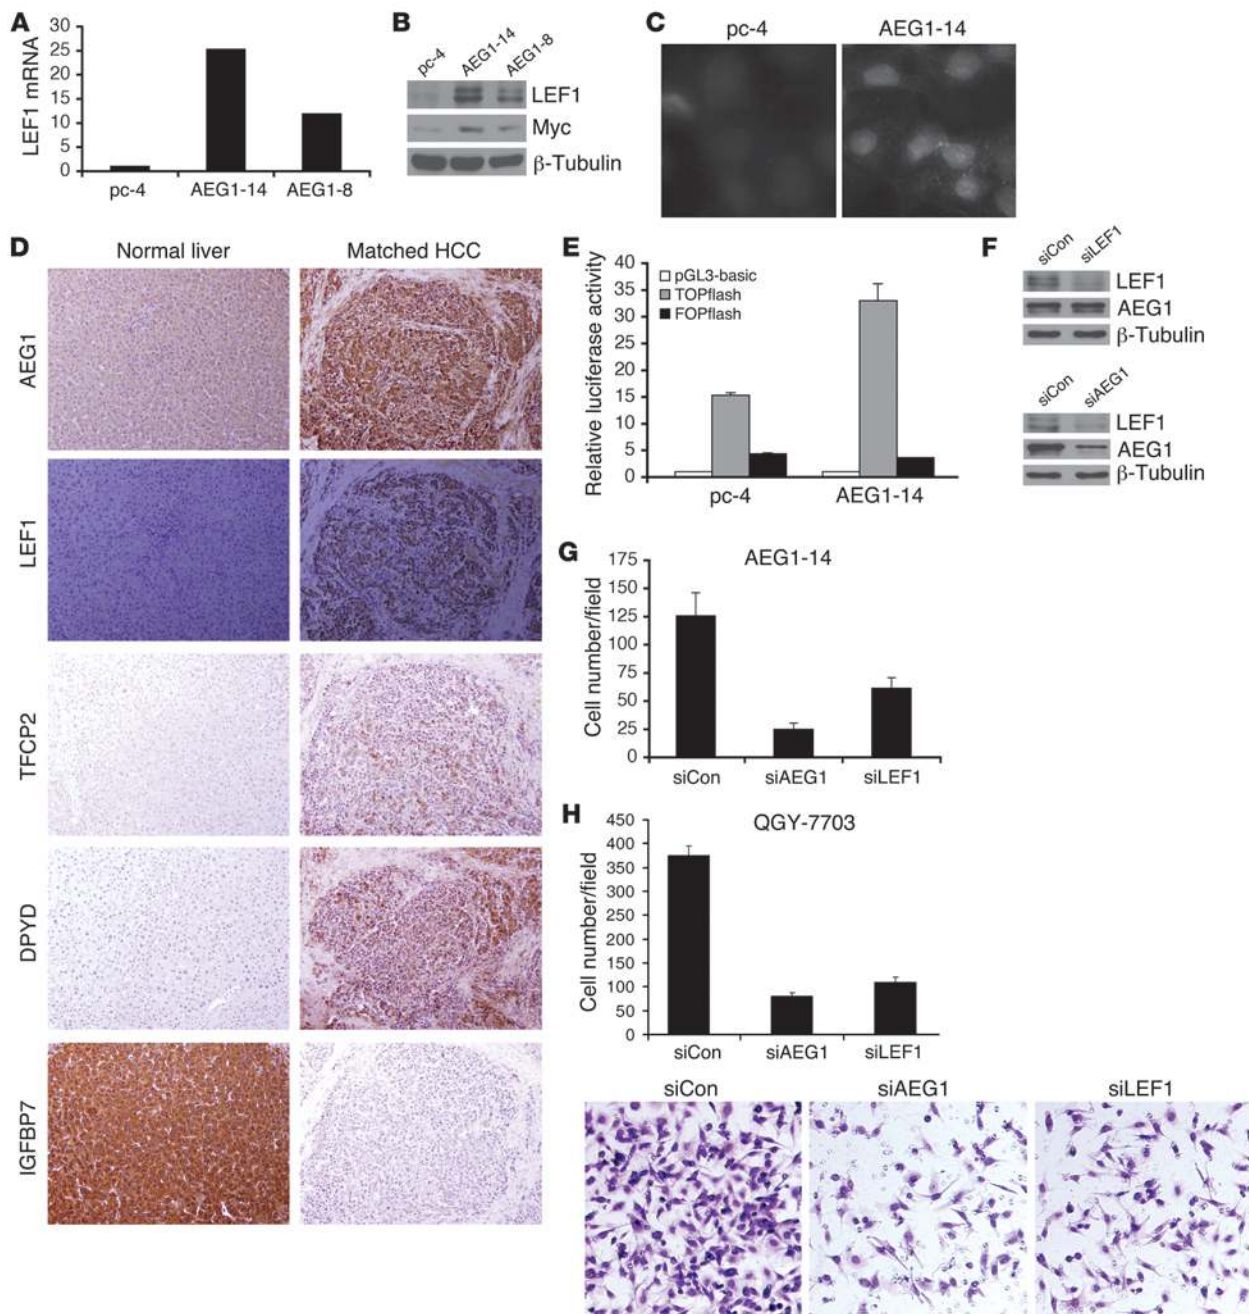 A
LEF1 mRNA
30
25
20
15
10
5
0
pc-4 AEG1-14 AEG1-8
B
pc-4 AEG1-14 AEG1-8
LEF1
Myc
β-Tubulin
C
pc-4 AEG1-14
D
Normal liver Matched HCC
AEG1
LEF1
TFCP2
DPYD
IGFBP7
E
Relative luciferase activity
40
35
30
25
20
15
10
5
0
pGL3-basic
TOPflash
FOPflash
pc-4 AEG1-14
F
siCon siLEF1
LEF1
AEG1
β-Tubulin
siCon siAEG1
LEF1
AEG1
β-Tubulin
G
AEG1-14
Cell number/field
175
150
125
100
75
50
25
0
siCon siAEG1 siLEF1
H
QGY-7703
Cell number/field
450
400
350
300
250
200
150
100
50
0
siCon siAEG1 siLEF1
siCon siAEG1 siLEF1